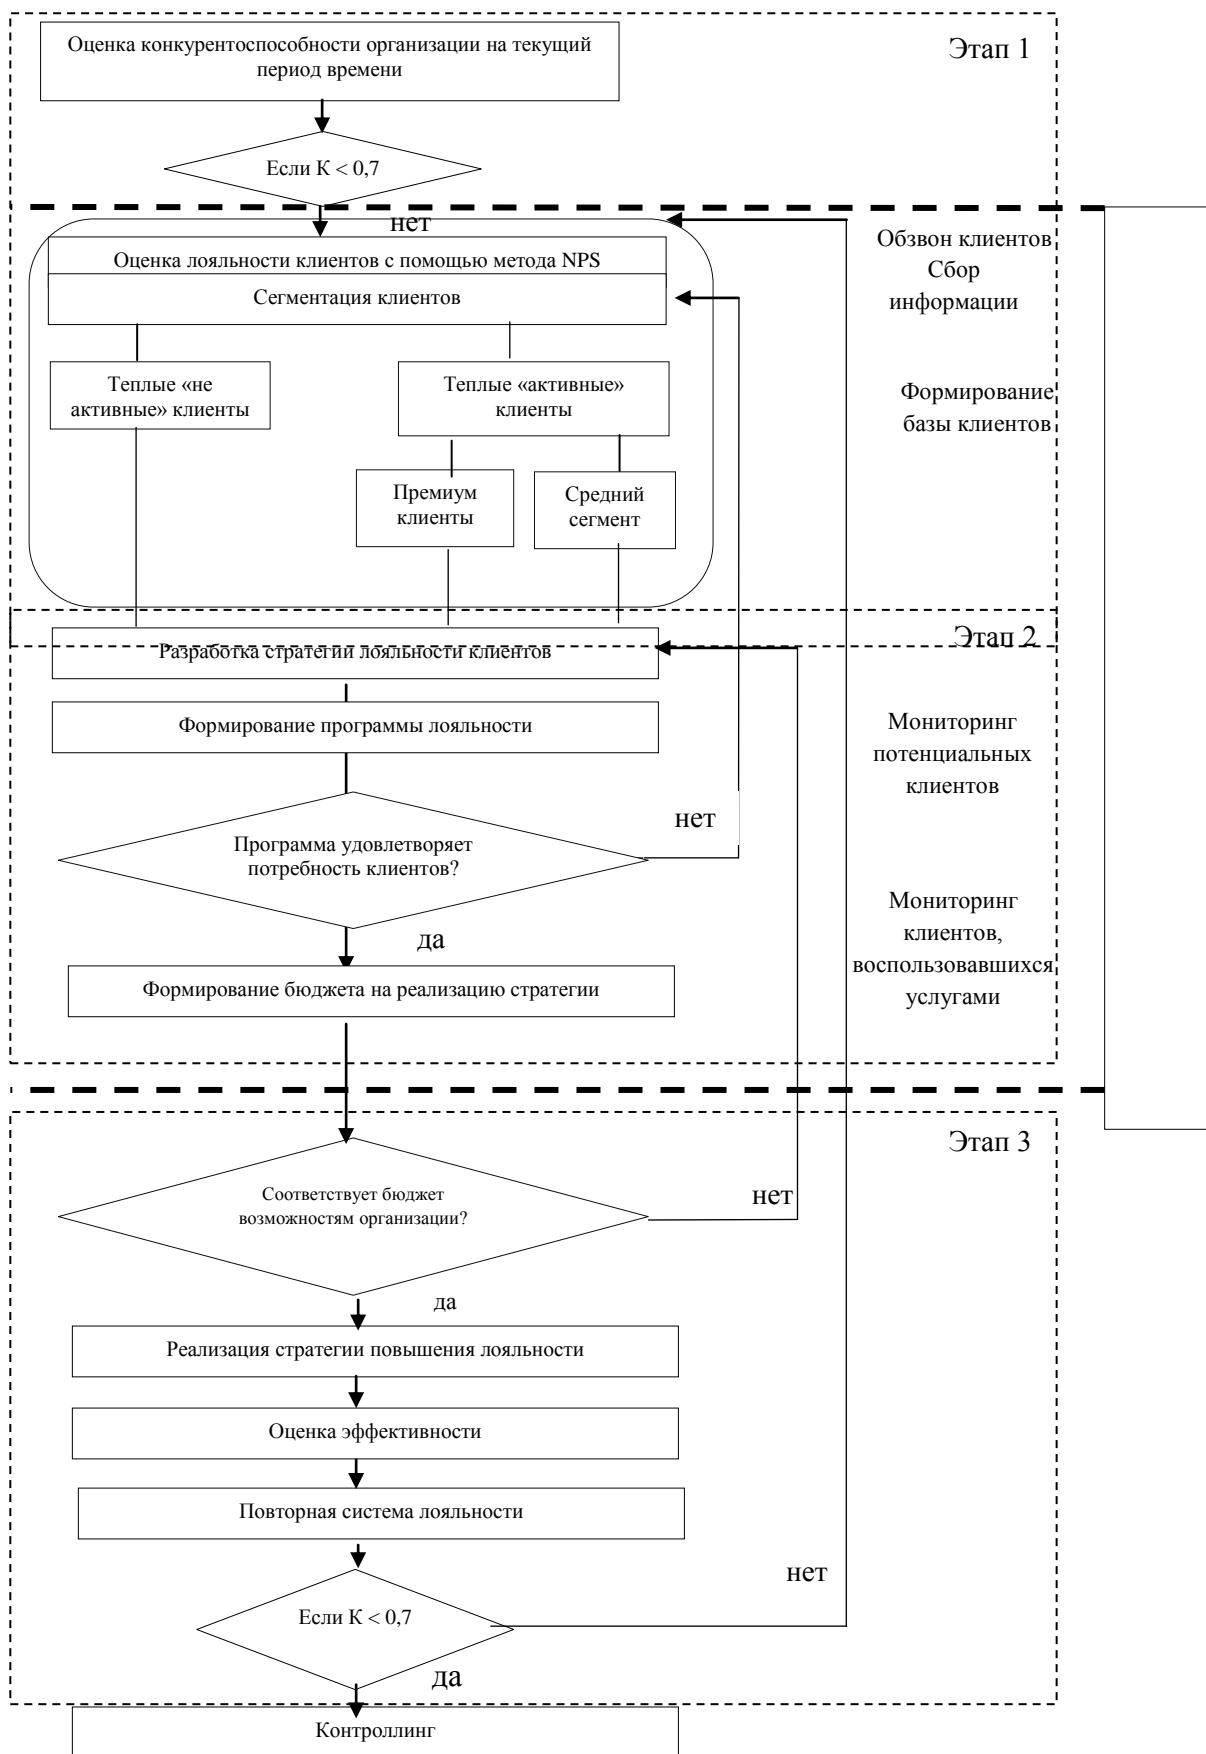 Оценка конкурентоспособности организации на текущий
период времени
Этап 1
Если К < 0,7
нет
Оценка лояльности клиентов с помощью метода NPS
Сегментация клиентов
Обзвон клиентов
Сбор
информации
Теплые «не
активные» клиенты
Теплые «активные»
клиенты
Формирование
базы клиентов
Премиум
клиенты
Средний
сегмент
Этап 2
Разработка стратегии лояльности клиентов
Формирование программы лояльности
Мониторинг
потенциальных
клиентов
нет
Программа удовлетворяет
потребность клиентов?
да
Мониторинг
клиентов,
воспользовавшихся
услугами
Формирование бюджета на реализацию стратегии
Этап 3
Соответствует бюджет
возможностям организации?
нет
да
Реализация стратегии повышения лояльности
Оценка эффективности
Повторная система лояльности
нет
Если К < 0,7
да
Контроллинг